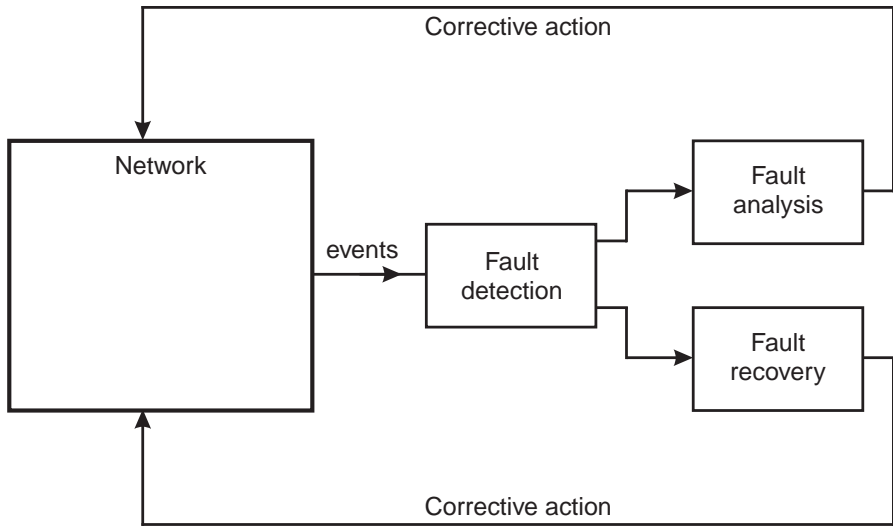 Corrective action
Network
Fault
analysis
events
Fault
detection
Fault
recovery
Corrective action